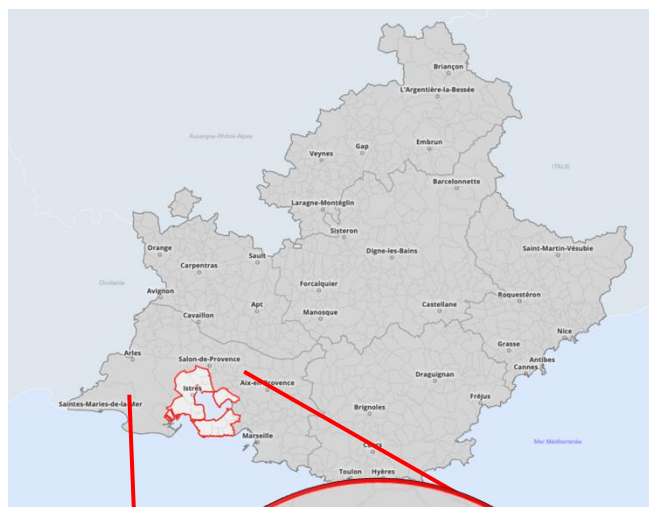 Briançon
L'Argentière-la-Bessée
Auvergne-Rhône-Alpes
Embrun
Gap
Veynes
ITALIE
Barcelonnette
Laragne-Montéglin
Sisteron
Orange
Sault
Digne-les-Bains
Saint-Martin-Vésubie
Carpentras
Occitanie
Forcalquier
Avignon
Roquestéron
Apt
Castellane
Cavaillon
Manosque
Nice
Grasse
Arles
Antibes
Salon-de-Provence
Cannes
Draguignan
Aix-en-Provence
Istres
Fréjus
Saintes-Maries-de-la-Mer
Brignoles
Marseille
Mer Méditerranée
Toulon
Hyères